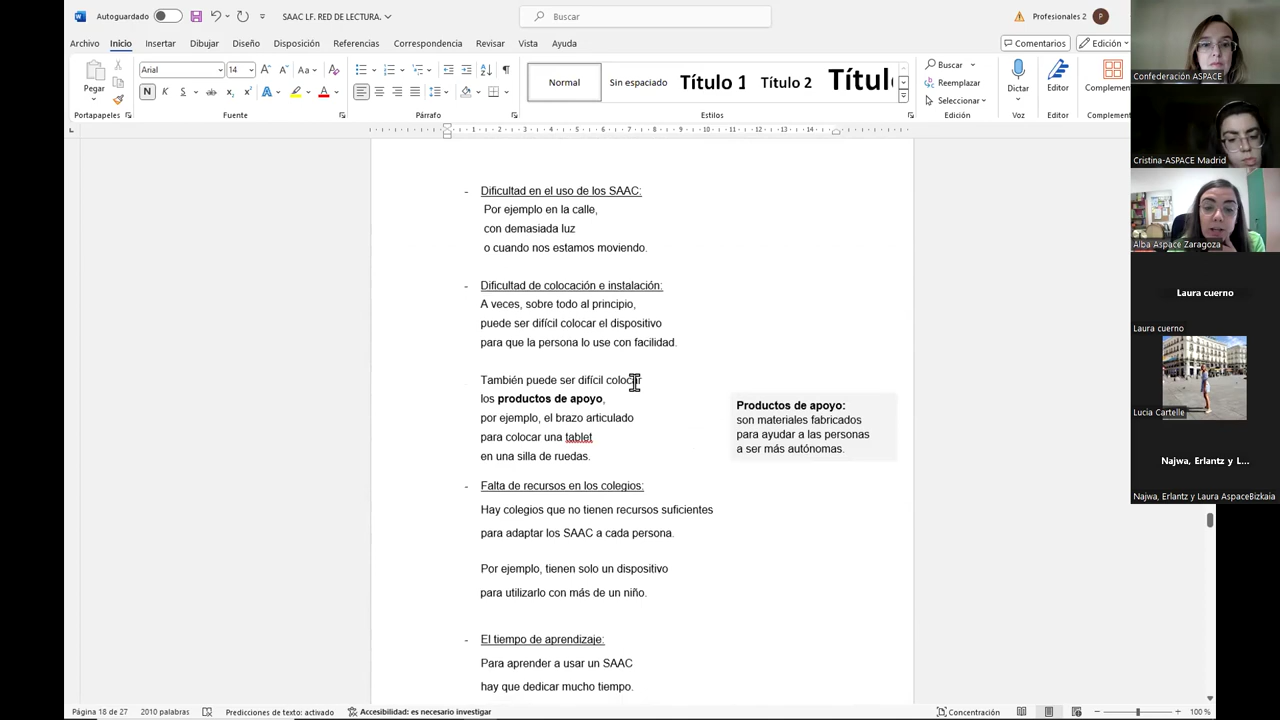 Autoguardado
SAAC LF. RED DE LECTURA.
Buscar
Profesionales 2
P
Archivo
Inicio
Insertar
Dibujar
Diseño
Disposición
Referencias
Correspondencia
Revisar
Vista
Ayuda
Comentarios
Edición
Pegar
Arial
14
Normal
Sin espaciado
Título 1
Título 2
Buscar
Reemplazar
Seleccionar
Dictar
Editor
Portapapeles
Fuente
Párrafo
Estilos
Edición
Voz
Editor
- Dificultad en el uso de los SAAC:
Por ejemplo en la calle,
con demasiada luz
o cuando nos estamos moviendo.
- Dificultad de colocación e instalación:
A veces, sobre todo al principio,
puede ser difícil colocar el dispositivo
para que la persona lo use con facilidad.
También puede ser difícil colocar
los productos de apoyo,
por ejemplo, el brazo articulado
para colocar una tablet
en una silla de ruedas.
Productos de apoyo:
son materiales fabricados
para ayudar a las personas
a ser más autónomas.
- Falta de recursos en los colegios:
Hay colegios que no tienen recursos suficientes
para adaptar los SAAC a cada persona.
Por ejemplo, tienen solo un dispositivo
para utilizarlo con más de un niño.
- El tiempo de aprendizaje:
Para aprender a usar un SAAC
hay que dedicar mucho tiempo.
Página 18 de 27
2010 palabras
Predicciones de texto: activado
Accesibilidad: es necesario investigar
Concentración
100 %
Confederación ASPACE
Cristina-ASPACE Madrid
Alba Aspace Zaragoza
Laura cuerno
Laura cuerno
Lucia Cartelle
Najwa, Erlantz y L...
Najwa, Erlantz y Laura AspaceBizkaia